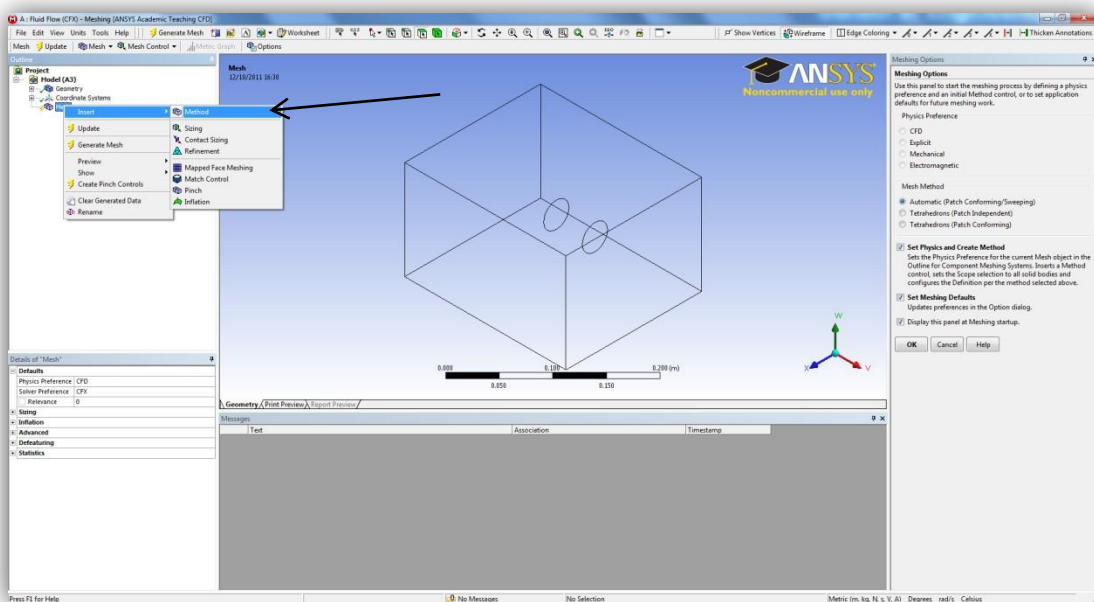 A : Fluid Flow (CFX) - Meshing [ANSYS Academic Teaching CFD]
File Edit View Units Tools Help Generate Mesh Worksheet Show Vertices Wireframe Edge Coloring Thicken Annotations
Mesh Update Mesh Mesh Control Metric Graph Options
Outline
Project
Model (A3)
Geometry
Coordinate Systems
Insert
Update
Generate Mesh
Preview
Show
Create Pinch Controls
Clear Generated Data
Rename
Method
Sizing
Contact Sizing
Refinement
Mapped Face Meshing
Match Control
Pinch
Inflation
Mesh
12/10/2011 16:30
ANSYS
Noncommercial use only
W
X
V
0.000 0.100 0.200 (m)
0.050 0.150
Geometry Print Preview Report Preview
Details of "Mesh"
Defaults
Physics Preference CFD
Solver Preference CFX
Relevance 0
Sizing
Inflation
Advanced
Defeaturing
Statistics
Messages
Text Association Timestamp
Meshing Options
Meshing Options
Use this panel to start the meshing process by defining a physics
preference and an initial Method control, or to set application
defaults for future meshing work.
Physics Preference
CFD
Explicit
Mechanical
Electromagnetic
Mesh Method
Automatic (Patch Conforming/Sweeping)
Tetrahedrons (Patch Independent)
Tetrahedrons (Patch Conforming)
Set Physics and Create Method
Sets the Physics Preference for the current Mesh object in the
Outline for Component Meshing Systems. Inserts a Method
control, sets the Scope selection to all solid bodies and
configures the Definition per the method selected above.
Set Meshing Defaults
Updates preferences in the Option dialog.
Display this panel at Meshing startup.
OK Cancel Help
Press F1 for Help No Messages No Selection Metric (m, kg, N, s, V, A) Degrees rad/s Celsius